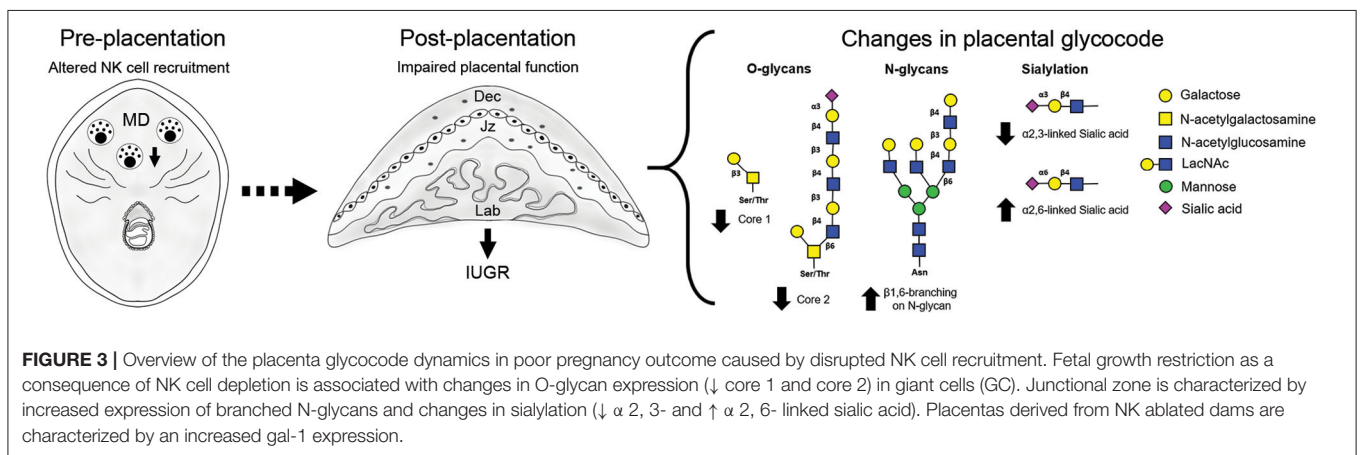 Pre-placentation
Altered NK cell recruitment
MD
Post-placentation
Impaired placental function
Dec
Jz
Lab
IUGR
Changes in placental glycocode
O-glycans
β3
Ser/Thr
Core 1
α3
β4
β3
β4
β3
β4
β6
Ser/Thr
Core 2
N-glycans
β4
β3
β4
β6
Asn
β1,6-branching
on N-glycan
Sialylation
α3 β4
α2,3-linked Sialic acid
α6 β4
α2,6-linked Sialic acid
Galactose
N-acetylgalactosamine
N-acetylglucosamine
LacNAc
Mannose
Sialic acid
FIGURE 3 | Overview of the placenta glycocode dynamics in poor pregnancy outcome caused by disrupted NK cell recruitment. Fetal growth restriction as a
consequence of NK cell depletion is associated with changes in O-glycan expression (↓ core 1 and core 2) in giant cells (GC). Junctional zone is characterized by
increased expression of branched N-glycans and changes in sialylation (↓ α 2, 3- and ↑ α 2, 6- linked sialic acid). Placentas derived from NK ablated dams are
characterized by an increased gal-1 expression.